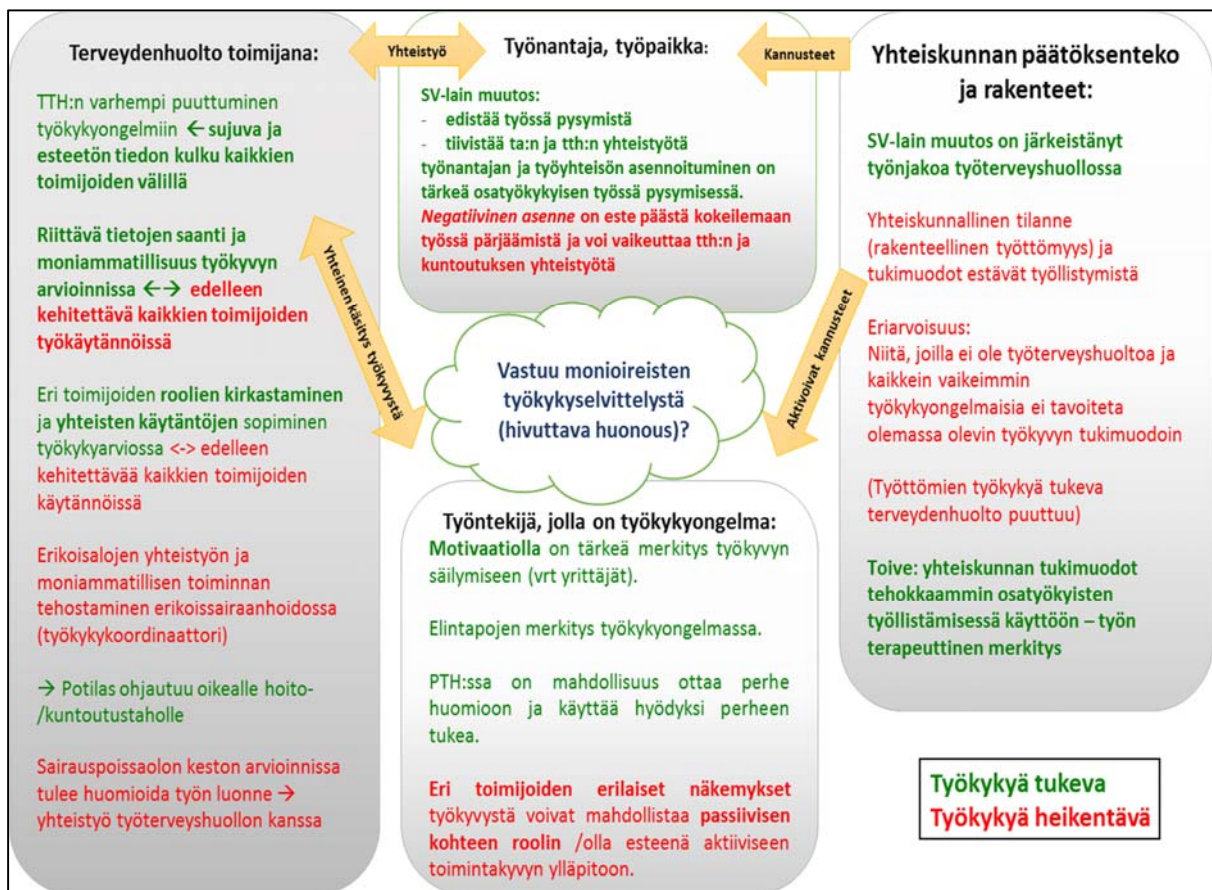 Terveydenhuolto toimijana:
TTH:n varhempi puuttuminen
työkykyongelmiin ← sujuva ja
esteetön tiedon kulku kaikkien
toimijoiden välillä
Riittävä tietojen saanti ja
moniammatillisuus työkyvyn
arvioinnissa ←→ edelleen
kehitettävä kaikkien toimijoiden
työkäytännöissä
Eri toimijoiden roolien kirkastaminen
ja yhteisten käytäntöjen sopiminen
työkykyarviossa <-> edelleen
kehitettävää kaikkien toimijoiden
käytännöissä
Erikoisalojen yhteistyön ja
moniammatillisen toiminnan
tehostaminen erikoissairaanhoidossa
(työkykykoordinaattori)
→ Potilas ohjautuu oikealle hoito-
/kuntoutustaholle
Sairauspoissaolon keston arvioinnissa
tulee huomioida työn luonne →
yhteistyö työterveyshuollon kanssa
Yhteistyö
Yhteinen käsitys työkyvystä
Työnantaja, työpaikka:
SV-lain muutos:
- edistää työssä pysymistä
- tiivistää ta:n ja tth:n yhteistyötä
työnantajan ja työyhteisön asennoituminen on
tärkeä osatyökykyisen työssä pysymisessä.
Negatiivinen asenne on este päästä kokeilemaan
työssä pärjäämistä ja voi vaikeuttaa tth:n ja
kuntoutuksen yhteistyötä
Vastuu monioireisten
työkykyselvittelystä
(hivuttava huonous)?
Työntekijä, jolla on työkykyongelma:
Motivaatiolla on tärkeä merkitys työkyvyn
säilymiseen (vrt yrittäjät).
Elintapojen merkitys työkykyongelmassa.
PTH:ssa on mahdollisuus ottaa perhe
huomioon ja käyttää hyödyksi perheen
tukea.
Eri toimijoiden erilaiset näkemykset
työkyvystä voivat mahdollistaa passiivisen
kohteen roolin /olla esteenä aktiiviseen
toimintakyvyn ylläpitoon.
Kannusteet
Aktivoivat kannusteet
Yhteiskunnan päätöksenteko
ja rakenteet:
SV-lain muutos on järkeistänyt
työnjakoa työterveyshuollossa
Yhteiskunnallinen tilanne
(rakenteellinen työttömyys) ja
tukimuodot estävät työllistymistä
Eriarvoisuus:
Niitä, joilla ei ole työterveyshuoltoa ja
kaikkein vaikeimmin
työkykyongelmaisia ei tavoiteta
olemassa olevin työkyvyn tukimuodoin
(Työttömien työkykyä tukeva
terveydenhuolto puuttuu)
Toive: yhteiskunnan tukimuodot
tehokkaammin osatyökyisten
työllistämisessä käyttöön – työn
terapeuttinen merkitys
Työkykyä tukeva
Työkykyä heikentävä